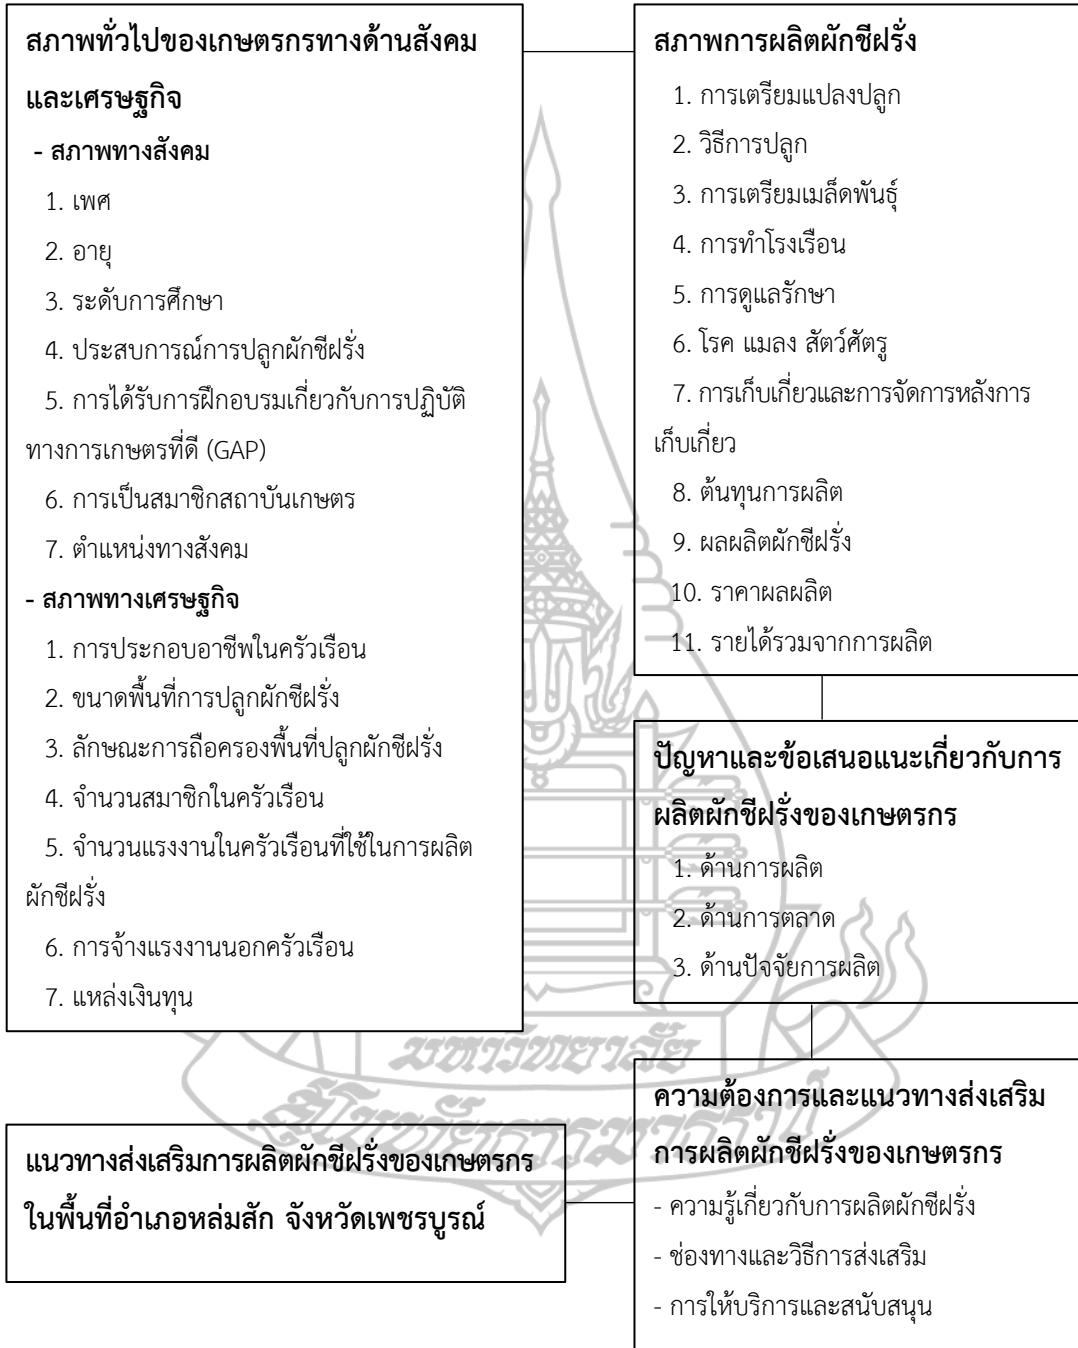 สภาพทั่วไปของเกษตรกรทางด้านสังคม
และเศรษฐกิจ
- สภาพทางสังคม
1. เพศ
2. อายุ
3. ระดับการศึกษา
4. ประสบการณ์การปลูกผักชีฝรั่ง
5. การได้รับการฝึกอบรมเกี่ยวกับการปฏิบัติ
ทางการเกษตรที่ดี (GAP)
6. การเป็นสมาชิกสถาบันเกษตร
7. ตำแหน่งทางสังคม
- สภาพทางเศรษฐกิจ
1. การประกอบอาชีพในครัวเรือน
2. ขนาดพื้นที่การปลูกผักชีฝรั่ง
3. ลักษณะการถือครองพื้นที่ปลูกผักชีฝรั่ง
4. จำนวนสมาชิกในครัวเรือน
5. จำนวนแรงงานในครัวเรือนที่ใช้ในการผลิต
ผักชีฝรั่ง
6. การจ้างแรงงานนอกครัวเรือน
7. แหล่งเงินทุน
สภาพการผลิตผักชีฝรั่ง
1. การเตรียมแปลงปลูก
2. วิธีการปลูก
3. การเตรียมเมล็ดพันธุ์
4. การทำโรงเรือน
5. การดูแลรักษา
6. โรค แมลง สัตว์ศัตรู
7. การเก็บเกี่ยวและการจัดการหลังการ
เก็บเกี่ยว
8. ต้นทุนการผลิต
9. ผลผลิตผักชีฝรั่ง
10. ราคาผลผลิต
11. รายได้รวมจากการผลิต
ปัญหาและข้อเสนอแนะเกี่ยวกับการ
ผลิตผักชีฝรั่งของเกษตรกร
1. ด้านการผลิต
2. ด้านการตลาด
3. ด้านปัจจัยการผลิต
ความต้องการและแนวทางส่งเสริม
การผลิตผักชีฝรั่งของเกษตรกร
- ความรู้เกี่ยวกับการผลิตผักชีฝรั่ง
- ช่องทางและวิธีการส่งเสริม
- การให้บริการและสนับสนุน
แนวทางส่งเสริมการผลิตผักชีฝรั่งของเกษตรกร
ในพื้นที่อำเภอหล่มสัก จังหวัดเพชรบูรณ์
มหาวิทยาลัย
สุโขทัยธรรมาธิราช